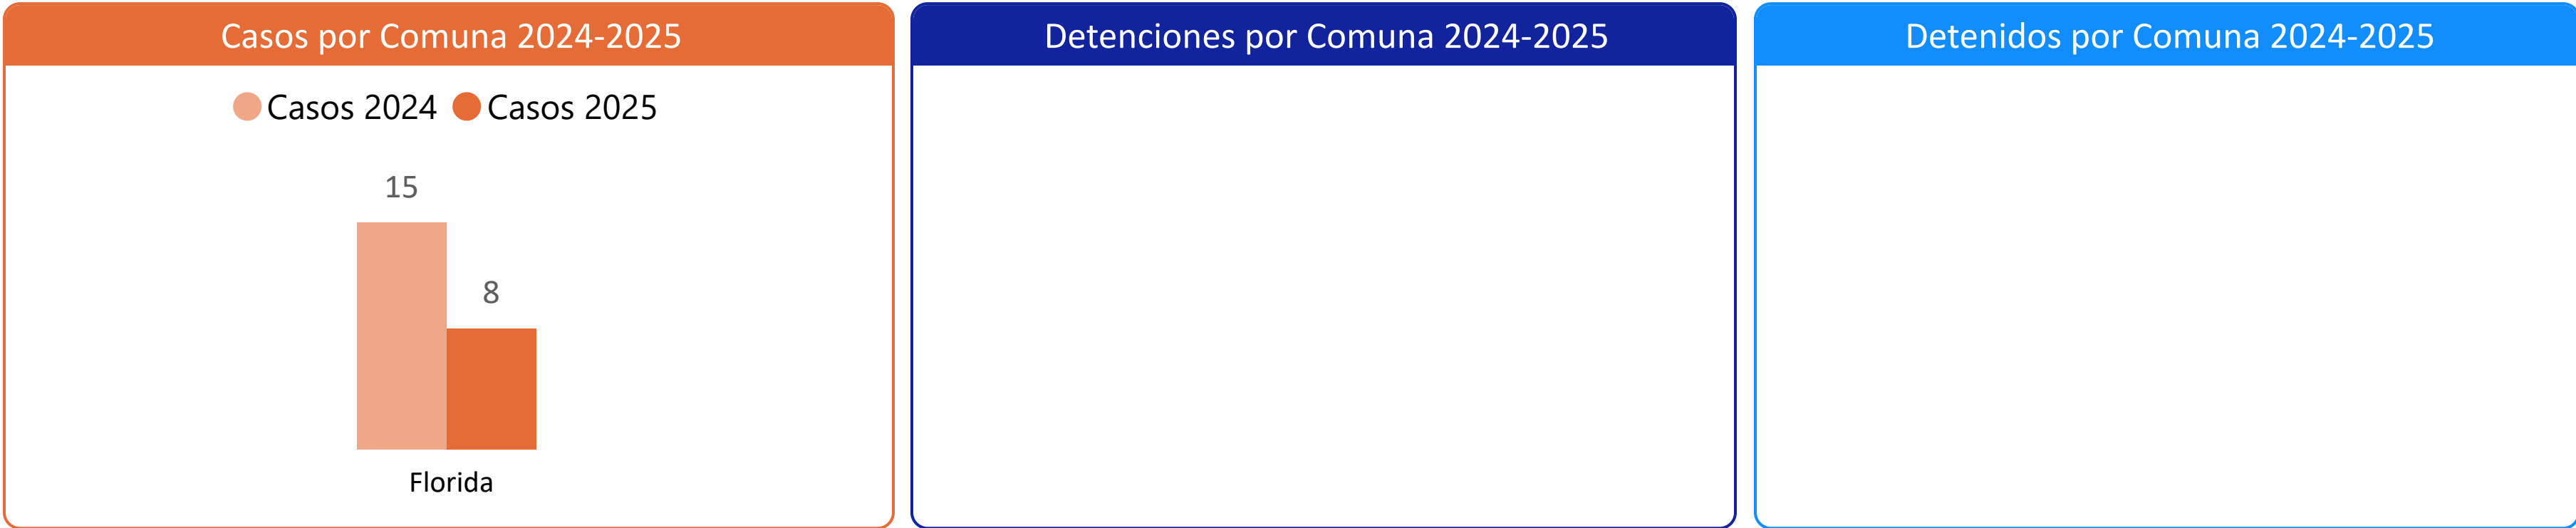 Casos por Comuna 2024-2025
Casos 2024 Casos 2025
15
8
Florida
Detenciones por Comuna 2024-2025
Detenidos por Comuna 2024-2025